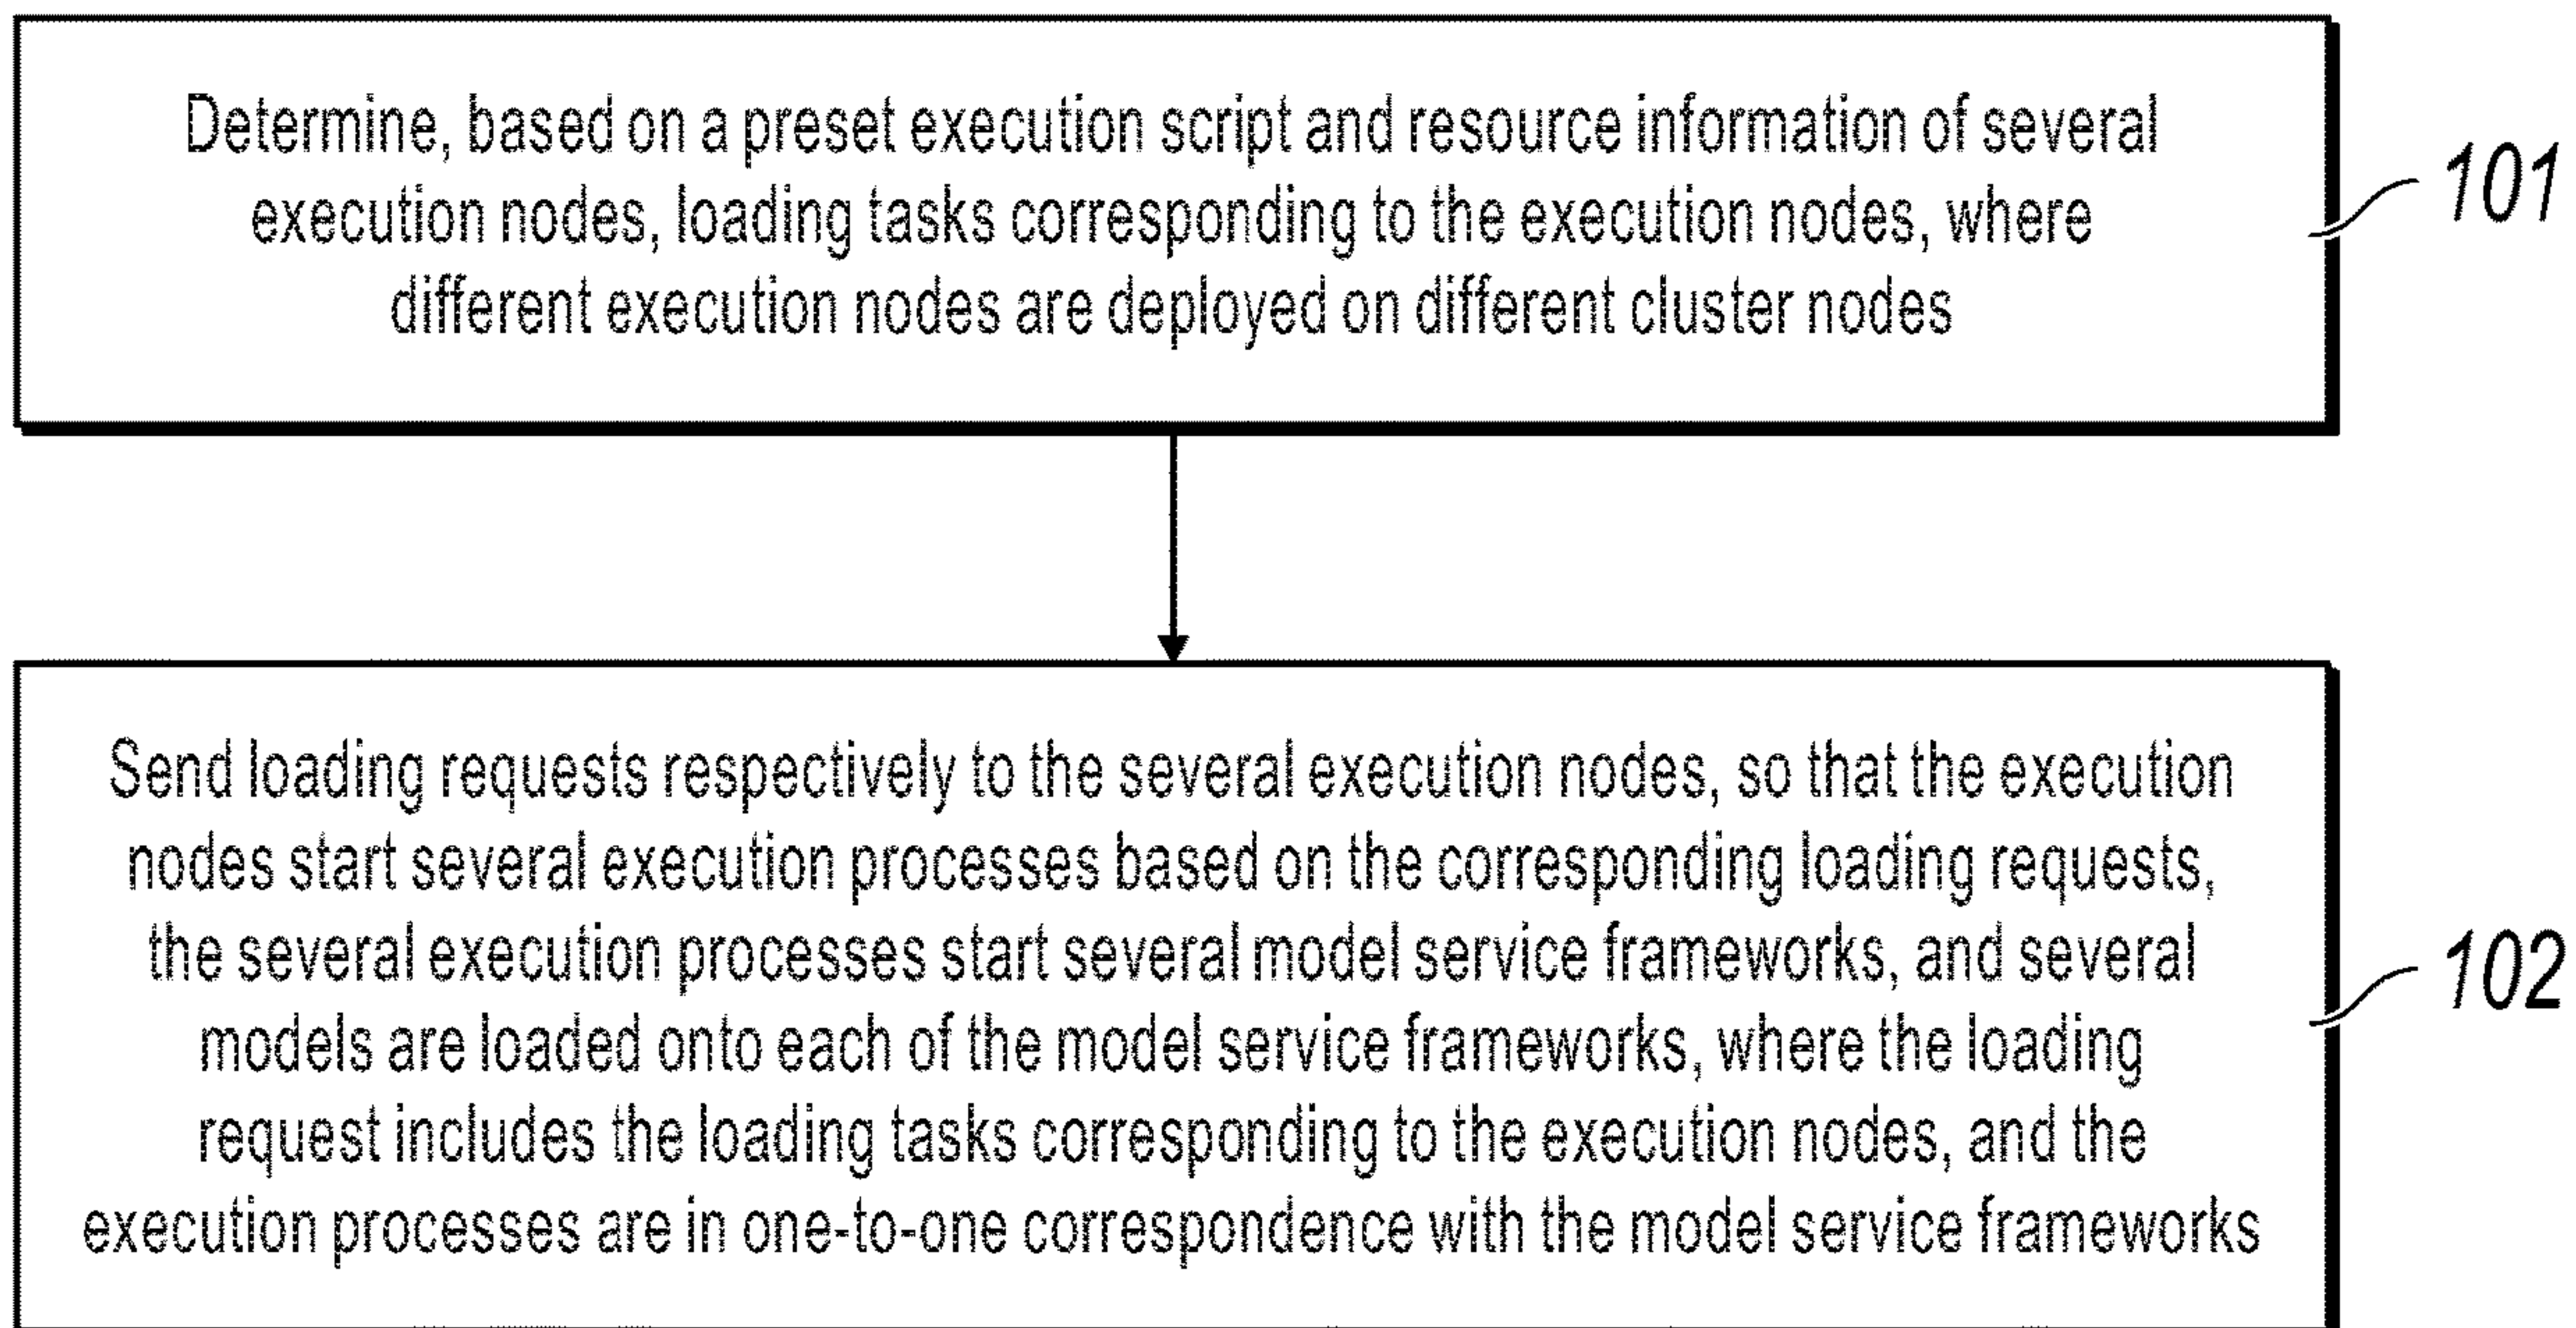 Determine, based on a preset execution script and resource information of several
execution nodes, loading tasks corresponding to the execution nodes, where
different execution nodes are deployed on different cluster nodes
101
Send loading requests respectively to the several execution nodes, so that the execution
nodes start several execution processes based on the corresponding loading requests,
the several execution processes start several model service frameworks, and several
models are loaded onto each of the model service frameworks, where the loading
request includes the loading tasks corresponding to the execution nodes, and the
execution processes are in one-to-one correspondence with the model service frameworks
102